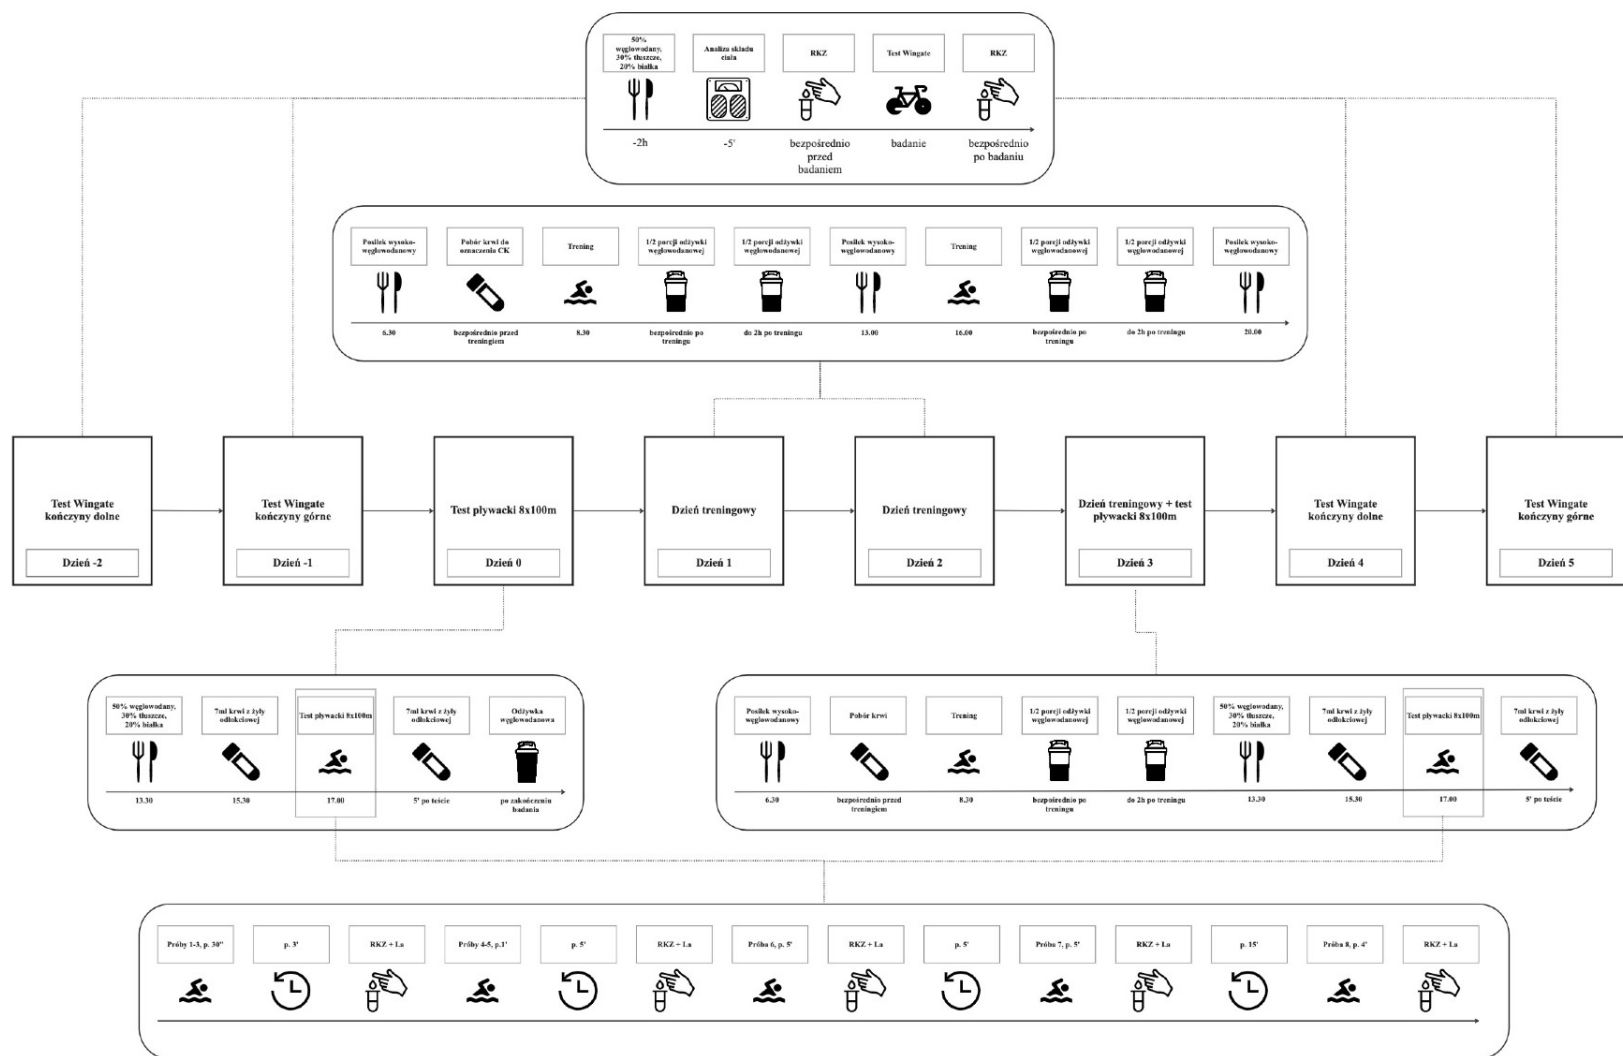 50%
węglowodany,
30% tłuszcze,
20% białka
Analiza składu
ciała
RKZ
Test Wingate
RKZ
-2h
-5'
bezpośrednio
przed
badaniem
badanie
bezpośrednio
po badaniu
Posiłek wysoko-
węglowodanowy
Pobór krwi do
oznaczenia CK
Trening
1/2 porcji odżywki
węglowodanowej
1/2 porcji odżywki
węglowodanowej
Posiłek wysoko-
węglowodanowy
Trening
1/2 porcji odżywki
węglowodanowej
1/2 porcji odżywki
węglowodanowej
Posiłek wysoko-
węglowodanowy
6.30
bezpośrednio przed
treningiem
8.30
bezpośrednio po
treningu
do 2h po treningu
13.00
16.00
bezpośrednio po
treningu
do 2h po treningu
20.00
Test Wingate
kończyny dolne
Dzień -2
Test Wingate
kończyny górne
Dzień -1
Test pływacki 8x100m
Dzień 0
Dzień treningowy
Dzień 1
Dzień treningowy
Dzień 2
Dzień treningowy + test
pływacki 8x100m
Dzień 3
Test Wingate
kończyny dolne
Dzień 4
Test Wingate
kończyny górne
Dzień 5
50% węglowodany,
30% tłuszcze,
20% białka
7ml krwi z żyły
odłokciowej
Test pływacki 8x100m
7ml krwi z żyły
odłokciowej
Odżywka
węglowodanowa
13.30
15.30
17.00
5' po teście
po zakończeniu
badania
Posiłek wysoko-
węglowodanowy
Pobór krwi
Trening
1/2 porcji odżywki
węglowodanowej
1/2 porcji odżywki
węglowodanowej
50% węglowodany,
30% tłuszcze,
20% białka
7ml krwi z żyły
odłokciowej
Test pływacki 8x100m
7ml krwi z żyły
odłokciowej
6.30
bezpośrednio przed
treningiem
8.30
bezpośrednio po
treningu
do 2h po treningu
13.30
15.30
17.00
5' po teście
Próby 1-3, p. 30"
p. 3'
RKZ + La
Próby 4-5, p.1'
p. 5'
RKZ + La
Próba 6, p. 5'
RKZ + La
p. 5'
Próba 7, p. 5'
RKZ + La
p. 15'
Próba 8, p. 4'
RKZ + La